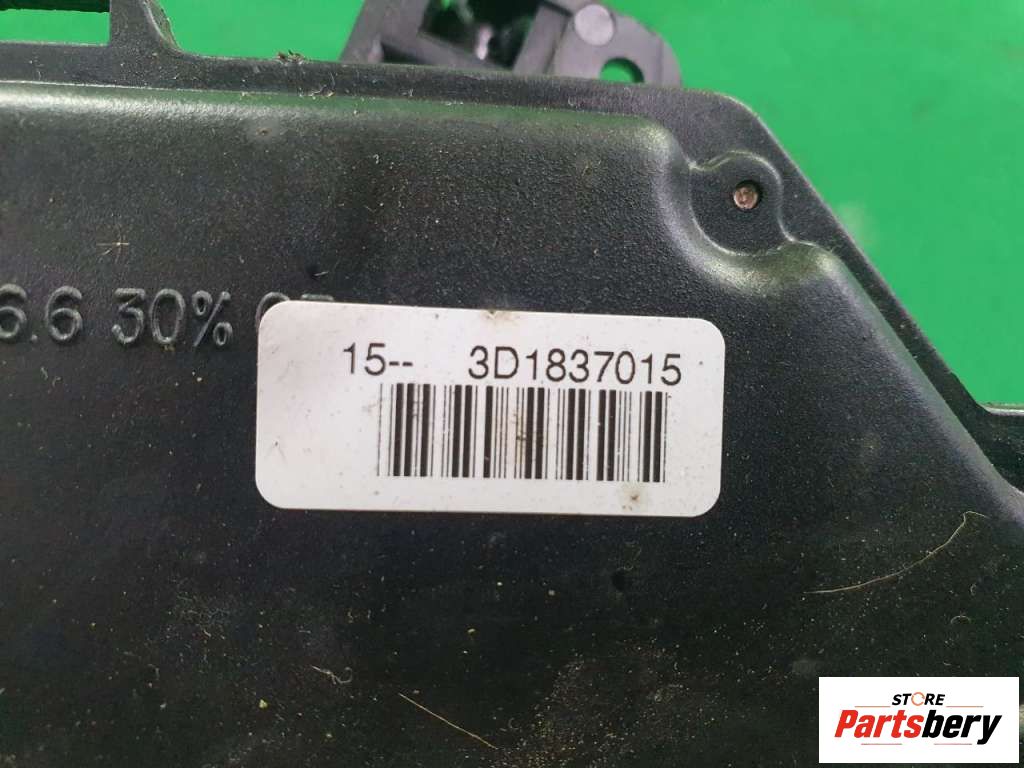 6.6 30%
15-- 3D1837015
STORE
Partsbery